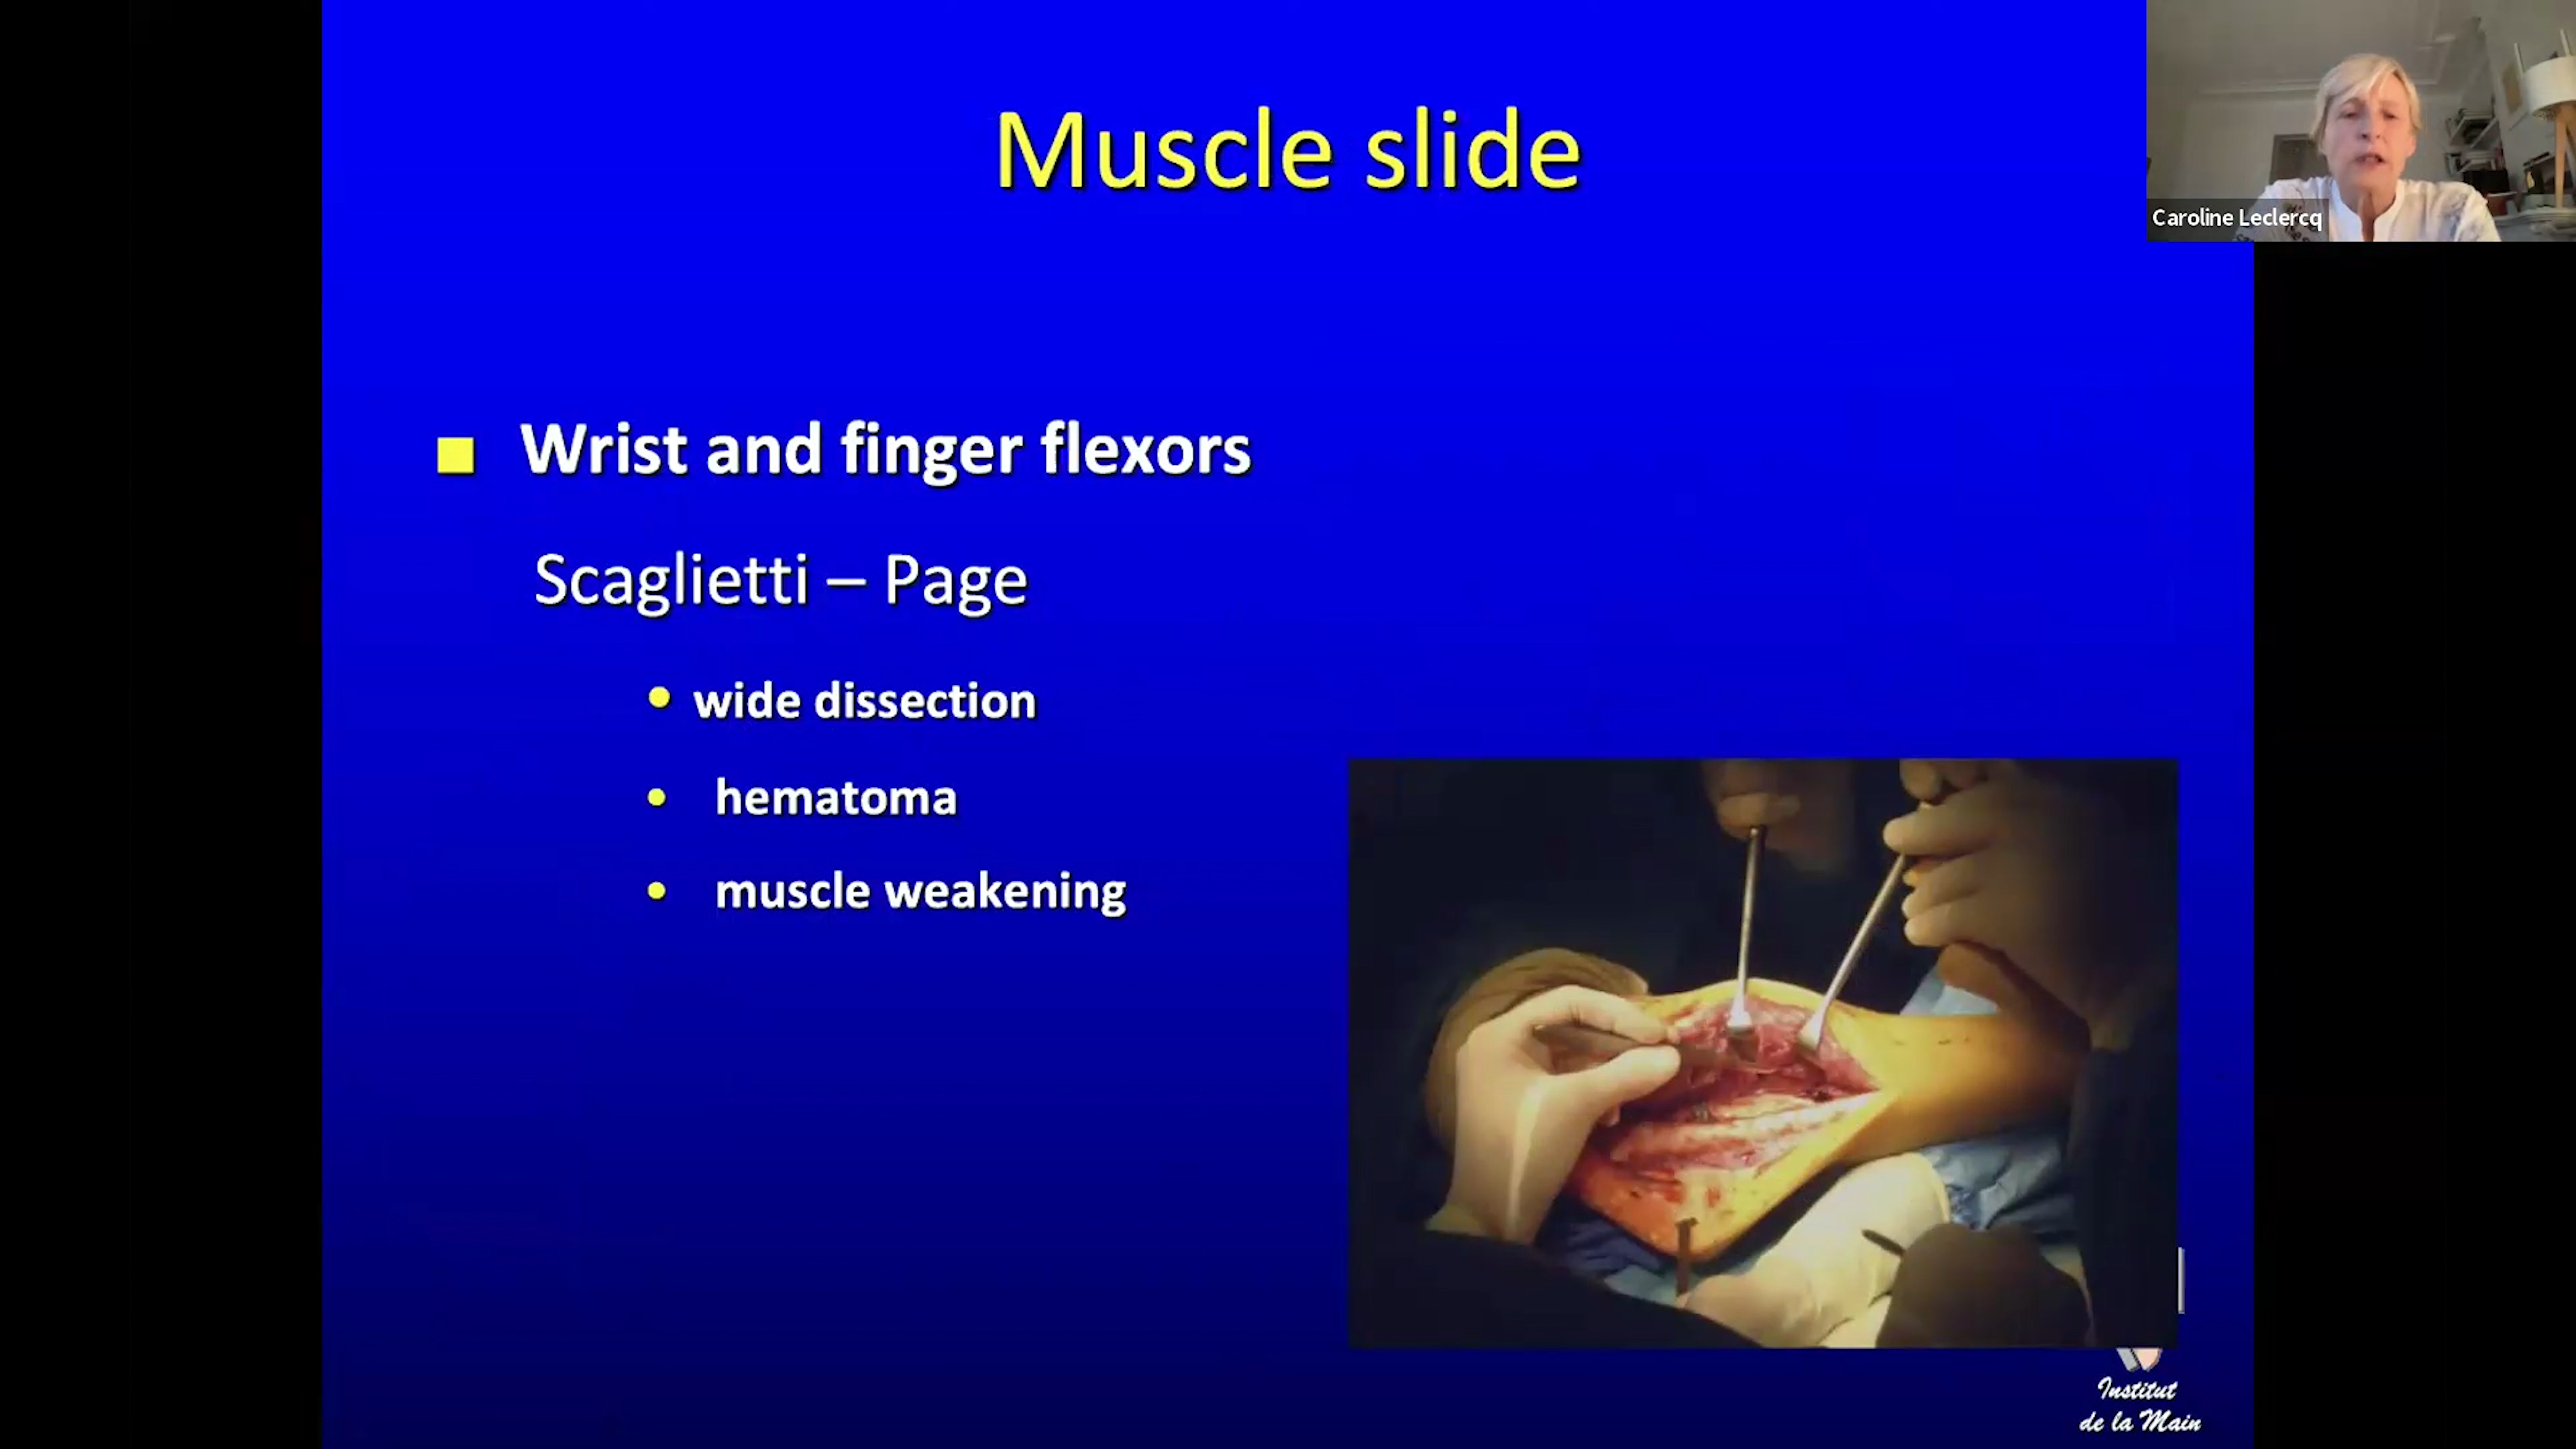 Muscle slide
Caroline Leclercq
Wrist and finger flexors
Scaglietti – Page
wide dissection
hematoma
muscle weakening
Institut
de la Main